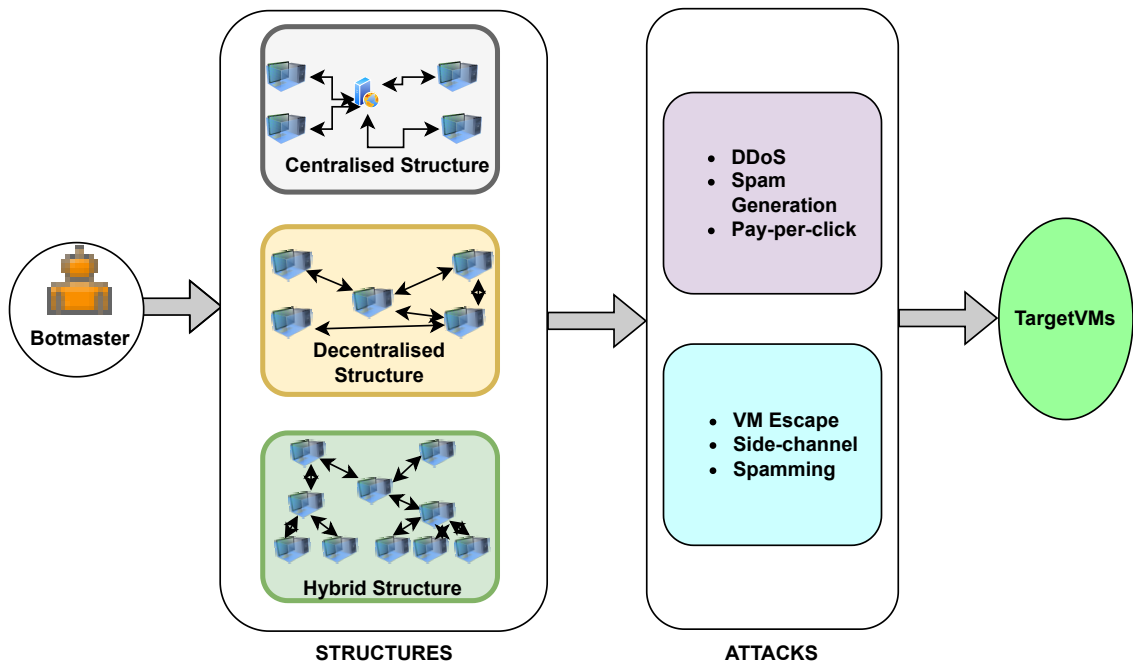 Botmaster
Centralised Structure
Decentralised
Structure
Hybrid Structure
STRUCTURES
• DDoS
• Spam
Generation
• Pay-per-click
• VM Escape
• Side-channel
• Spamming
ATTACKS
TargetVMs